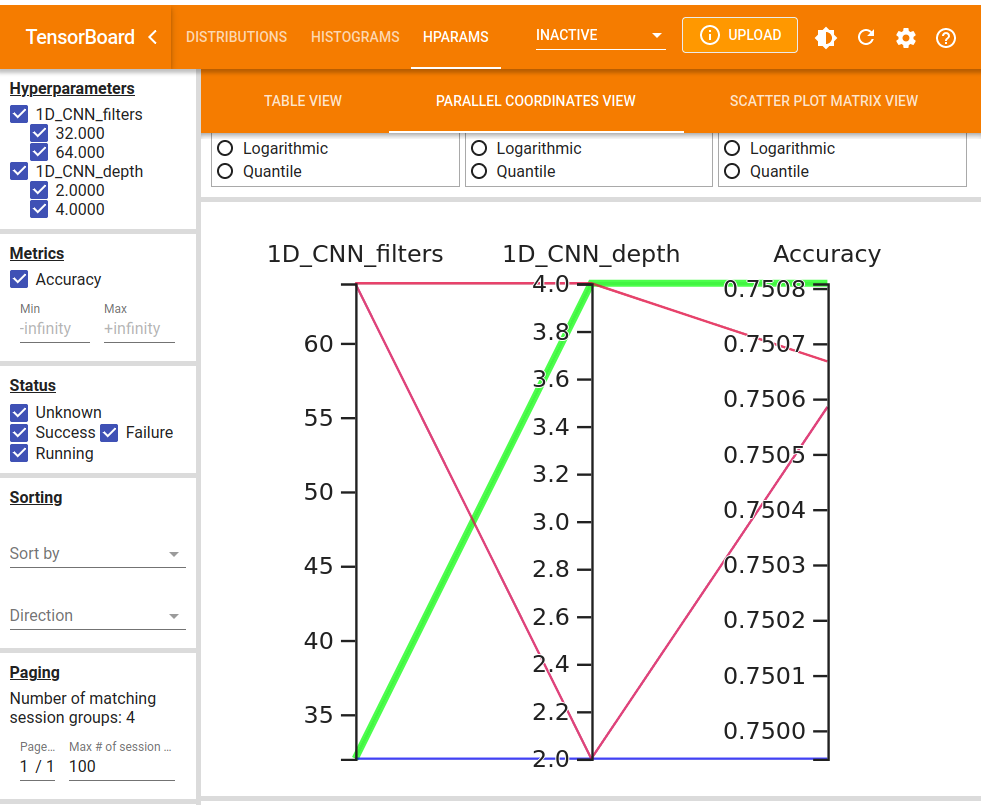 TensorBoard
DISTRIBUTIONS HISTOGRAMS HPARAMS
INACTIVE
UPLOAD
Hyperparameters
1D_CNN_filters
32.000
64.000
1D_CNN_depth
2.0000
4.0000
Metrics
Accuracy
Min Max
-infinity +infinity
Status
Unknown
Success Failure
Running
Sorting
Sort by
Direction
Paging
Number of matching
session groups: 4
Page... Max # of session ...
1 / 1 100
TABLE VIEW PARALLEL COORDINATES VIEW SCATTER PLOT MATRIX VIEW
Logarithmic Logarithmic Logarithmic
Quantile Quantile Quantile
1D_CNN_filters 1D_CNN_depth Accuracy
60
55
50
45
40
35
4.0
3.8
3.6
3.4
3.2
3.0
2.8
2.6
2.4
2.2
2.0
0.7508
0.7507
0.7506
0.7505
0.7504
0.7503
0.7502
0.7501
0.7500